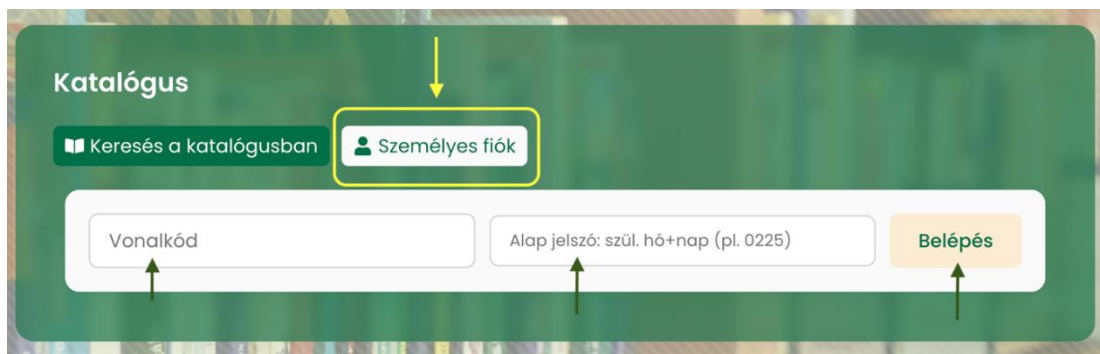 Katalógus
Keresés a katalógusban
Személyes fiók
Vonalkód
Alap jelszó: szül. hó+nap (pl. 0225)
Belépés